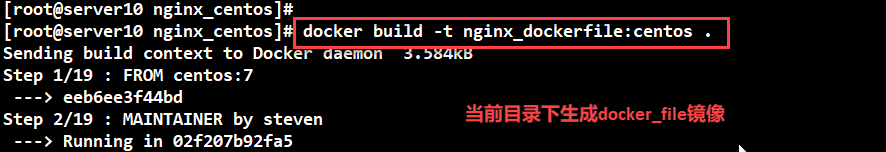 [root@server10 nginx_centos]#
[root@server10 nginx_centos]# docker build -t nginx_dockerfile:centos .
Sending build context to Docker daemon  3.584kB
Step 1/19 : FROM centos:7
 ---> eeb6ee3f44bd
Step 2/19 : MAINTAINER by steven
当前目录下生成docker_file镜像
 ---> Running in 02f207b92fa5